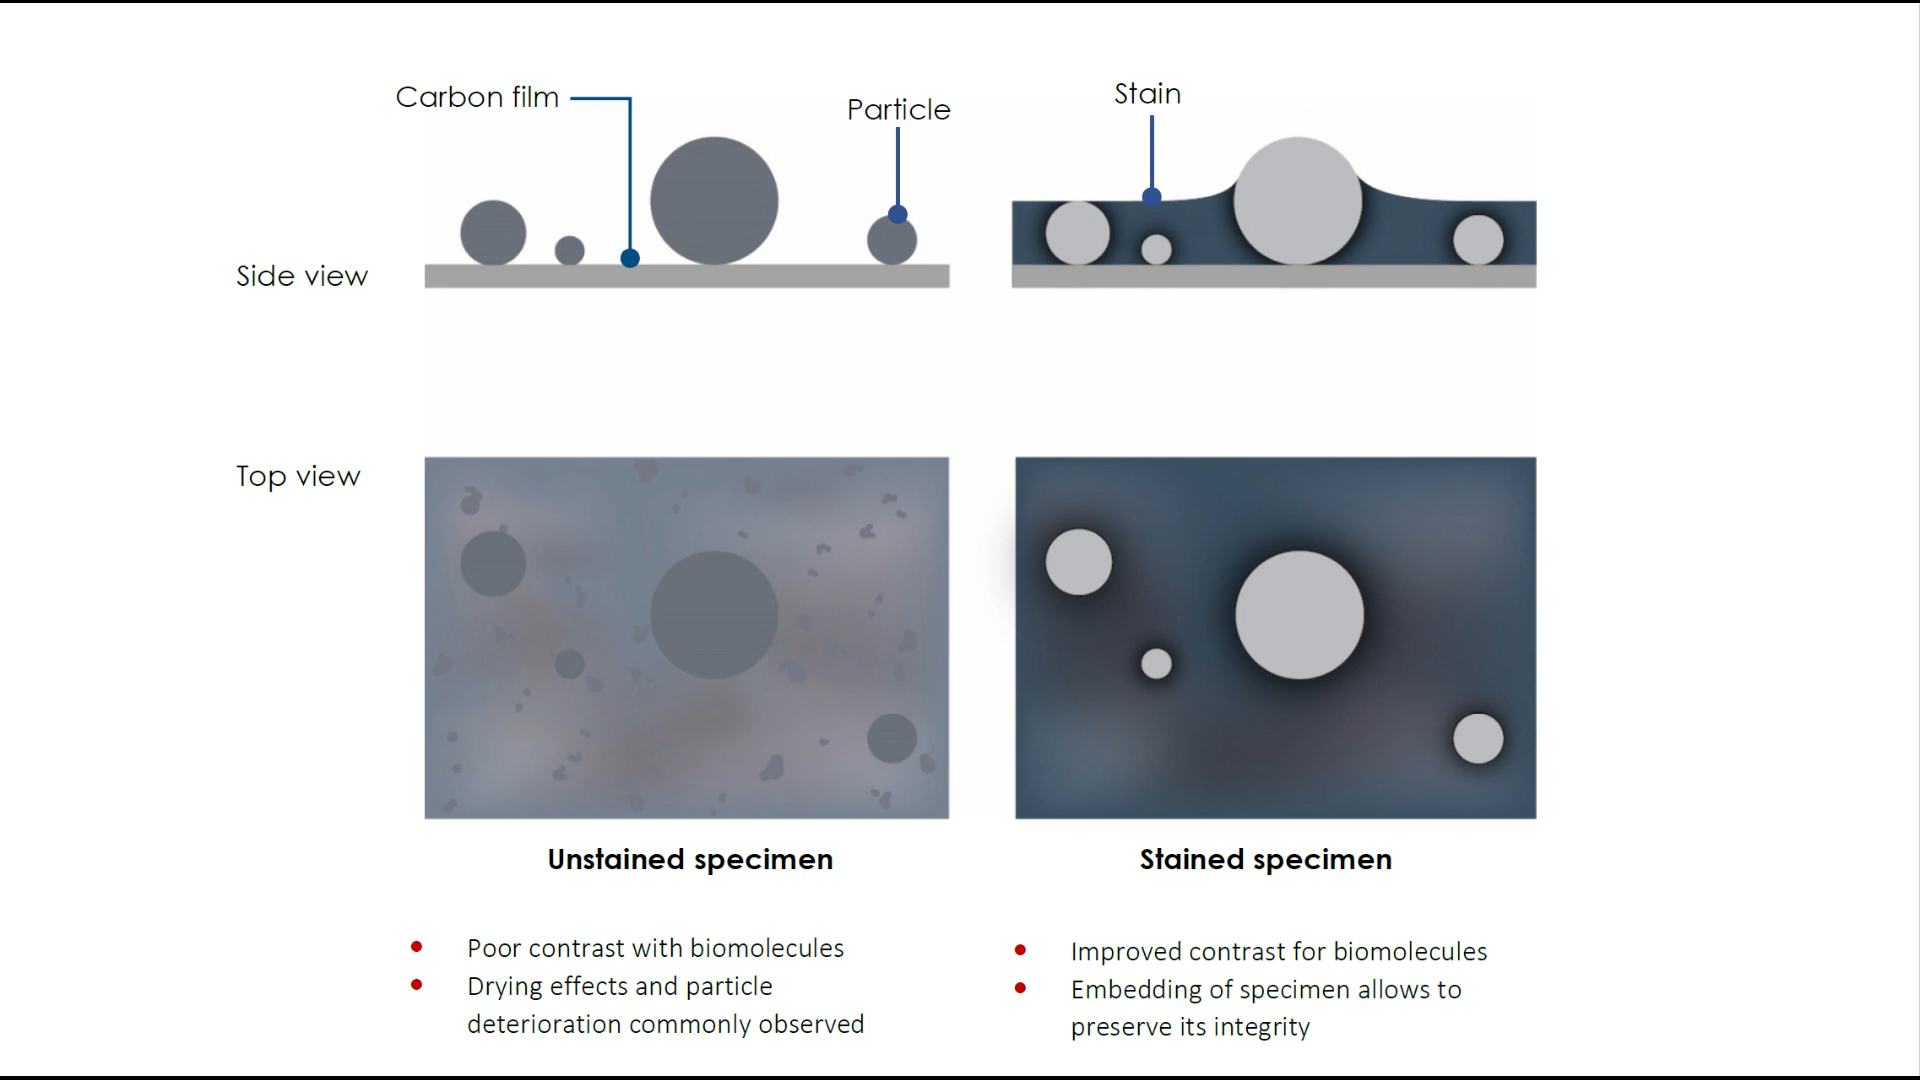 Carbon film
Particle
Stain
Side view
Top view
Unstained specimen
Stained specimen
• Poor contrast with biomolecules
• Drying effects and particle
deterioration commonly observed
• Improved contrast for biomolecules
• Embedding of specimen allows to
preserve its integrity